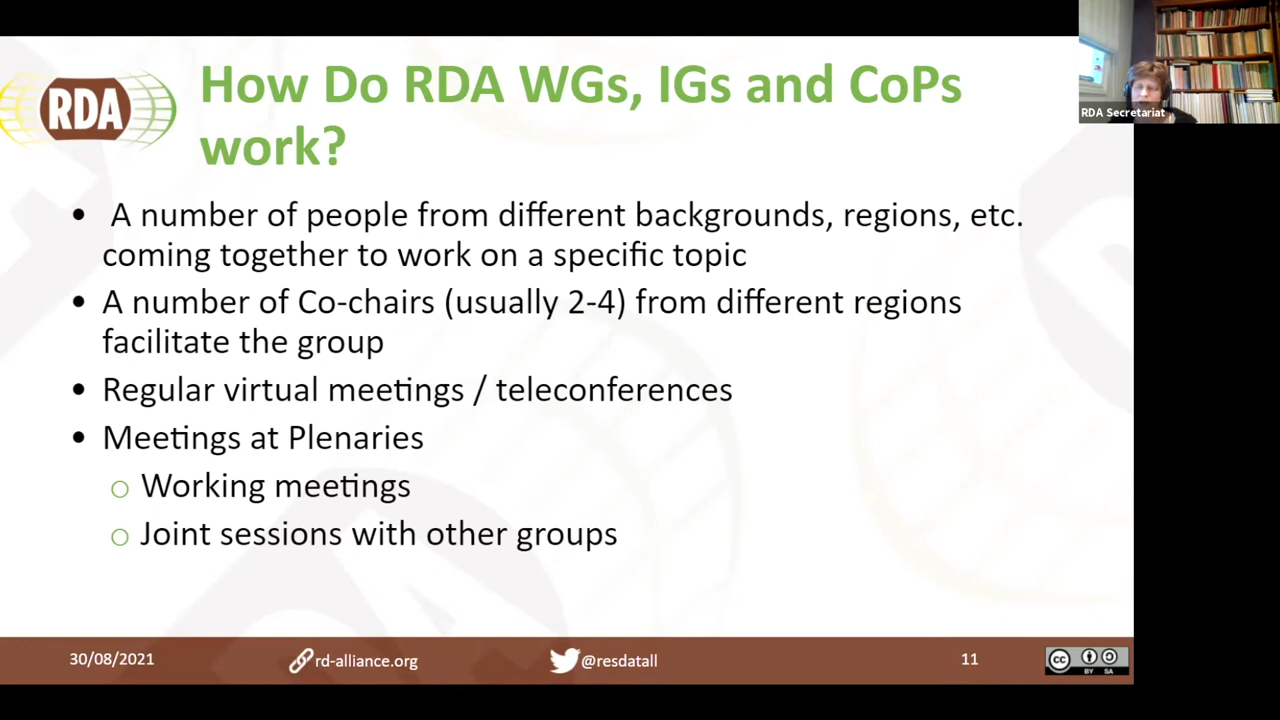 RDA
How Do RDA WGs, IGs and CoPs
work?
RDA Secretariat
• A number of people from different backgrounds, regions, etc.
coming together to work on a specific topic
• A number of Co-chairs (usually 2-4) from different regions
facilitate the group
• Regular virtual meetings / teleconferences
• Meetings at Plenaries
o Working meetings
o Joint sessions with other groups
30/08/2021
rd-alliance.org
@resdatall
11
cc
BY SA